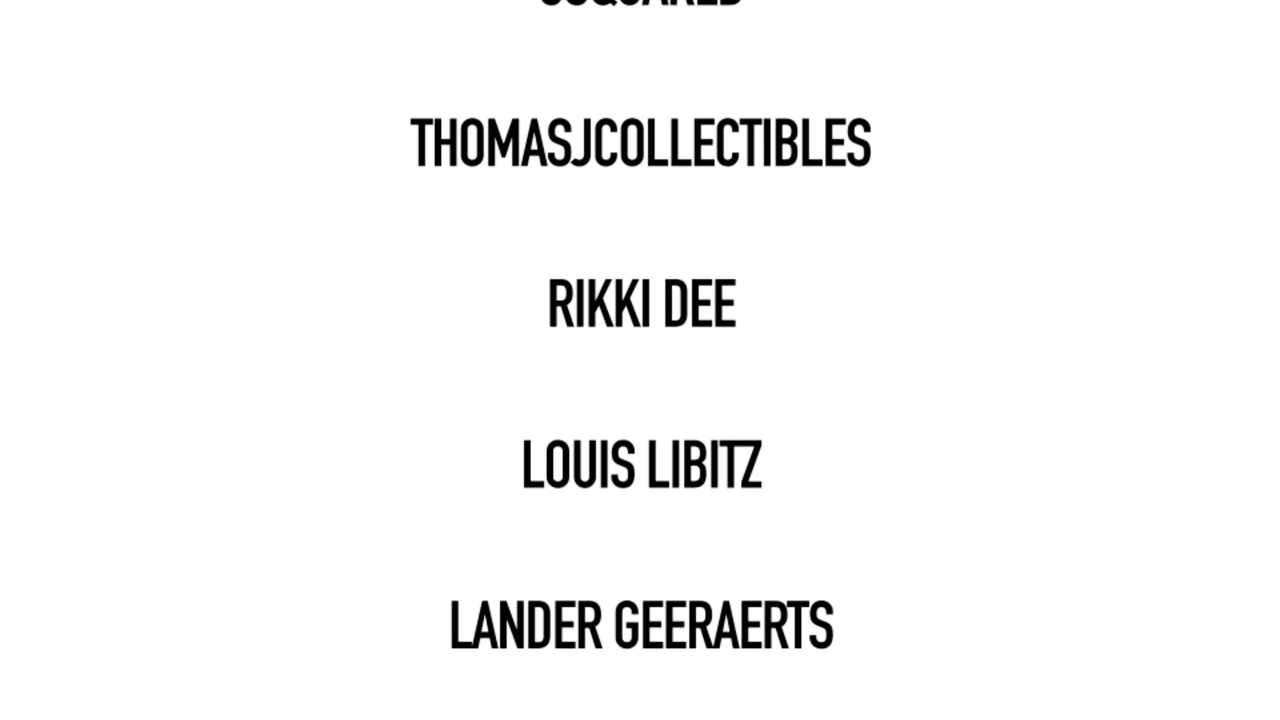 THOMASJCOLLECTIBLES
RIKKI DEE
LOUIS LIBITZ
LANDER GEERAERTS